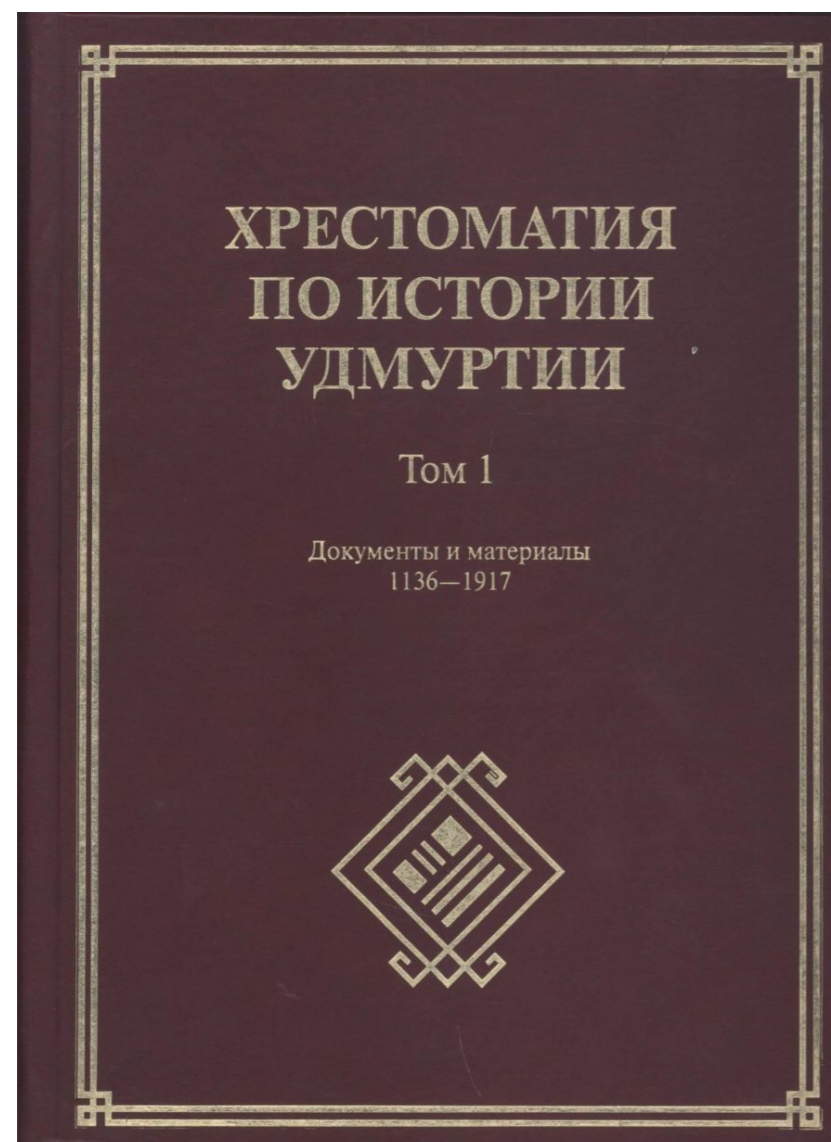 ХРЕСТОМАТИЯ
ПО ИСТОРИИ
УДМУРТИИ
Том 1
Документы и материалы
1136—1917